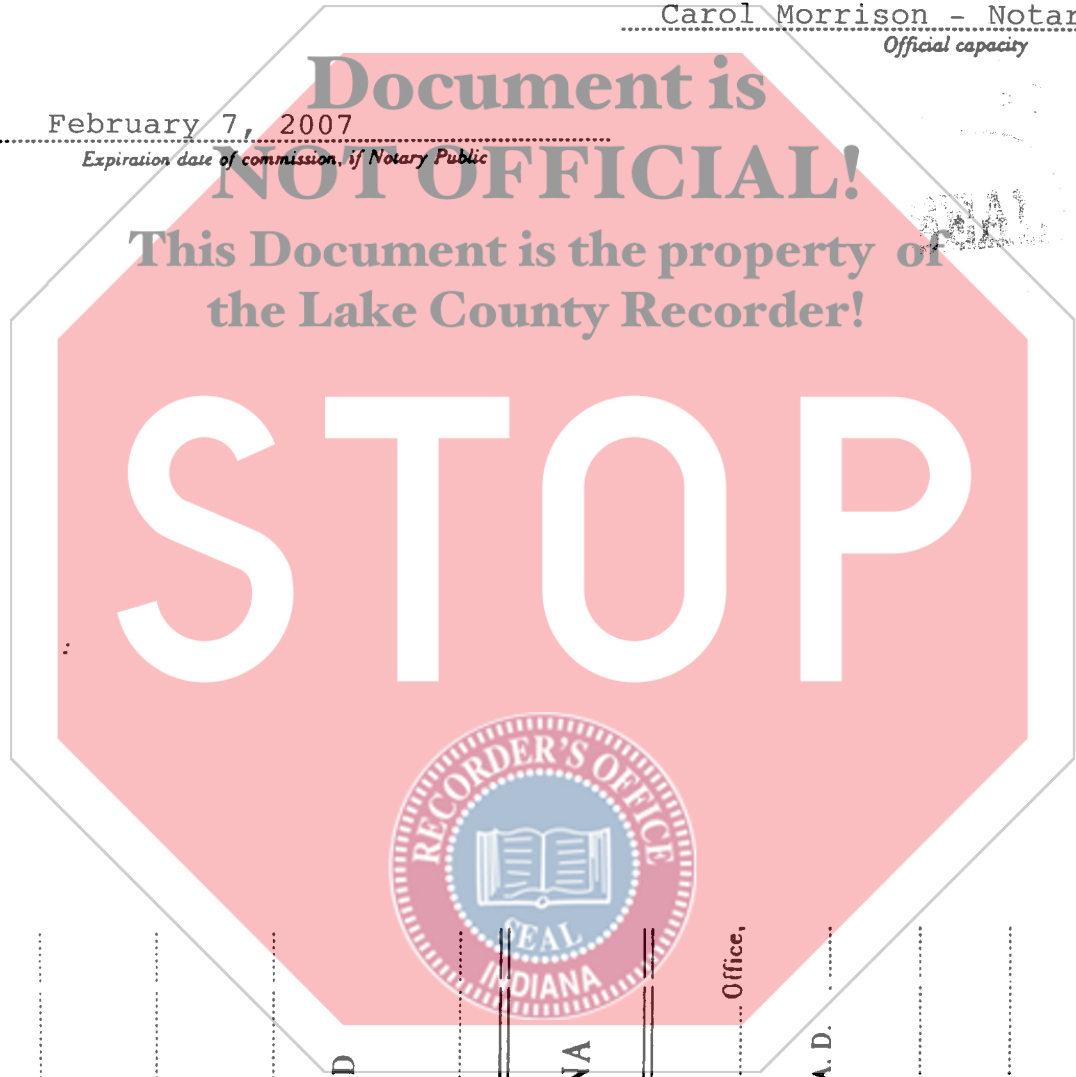 Carol Morrison - Notar
Official capacity
Document is
February 7, 2007
Expiration date of commission, if Notary Public
NOT OFFICIAL!
This Document is the property of
the Lake County Recorder!
STOP
:
RECORDER'S OFFICE
SEAL
INDIANA
Office,
A.D.
D
NA